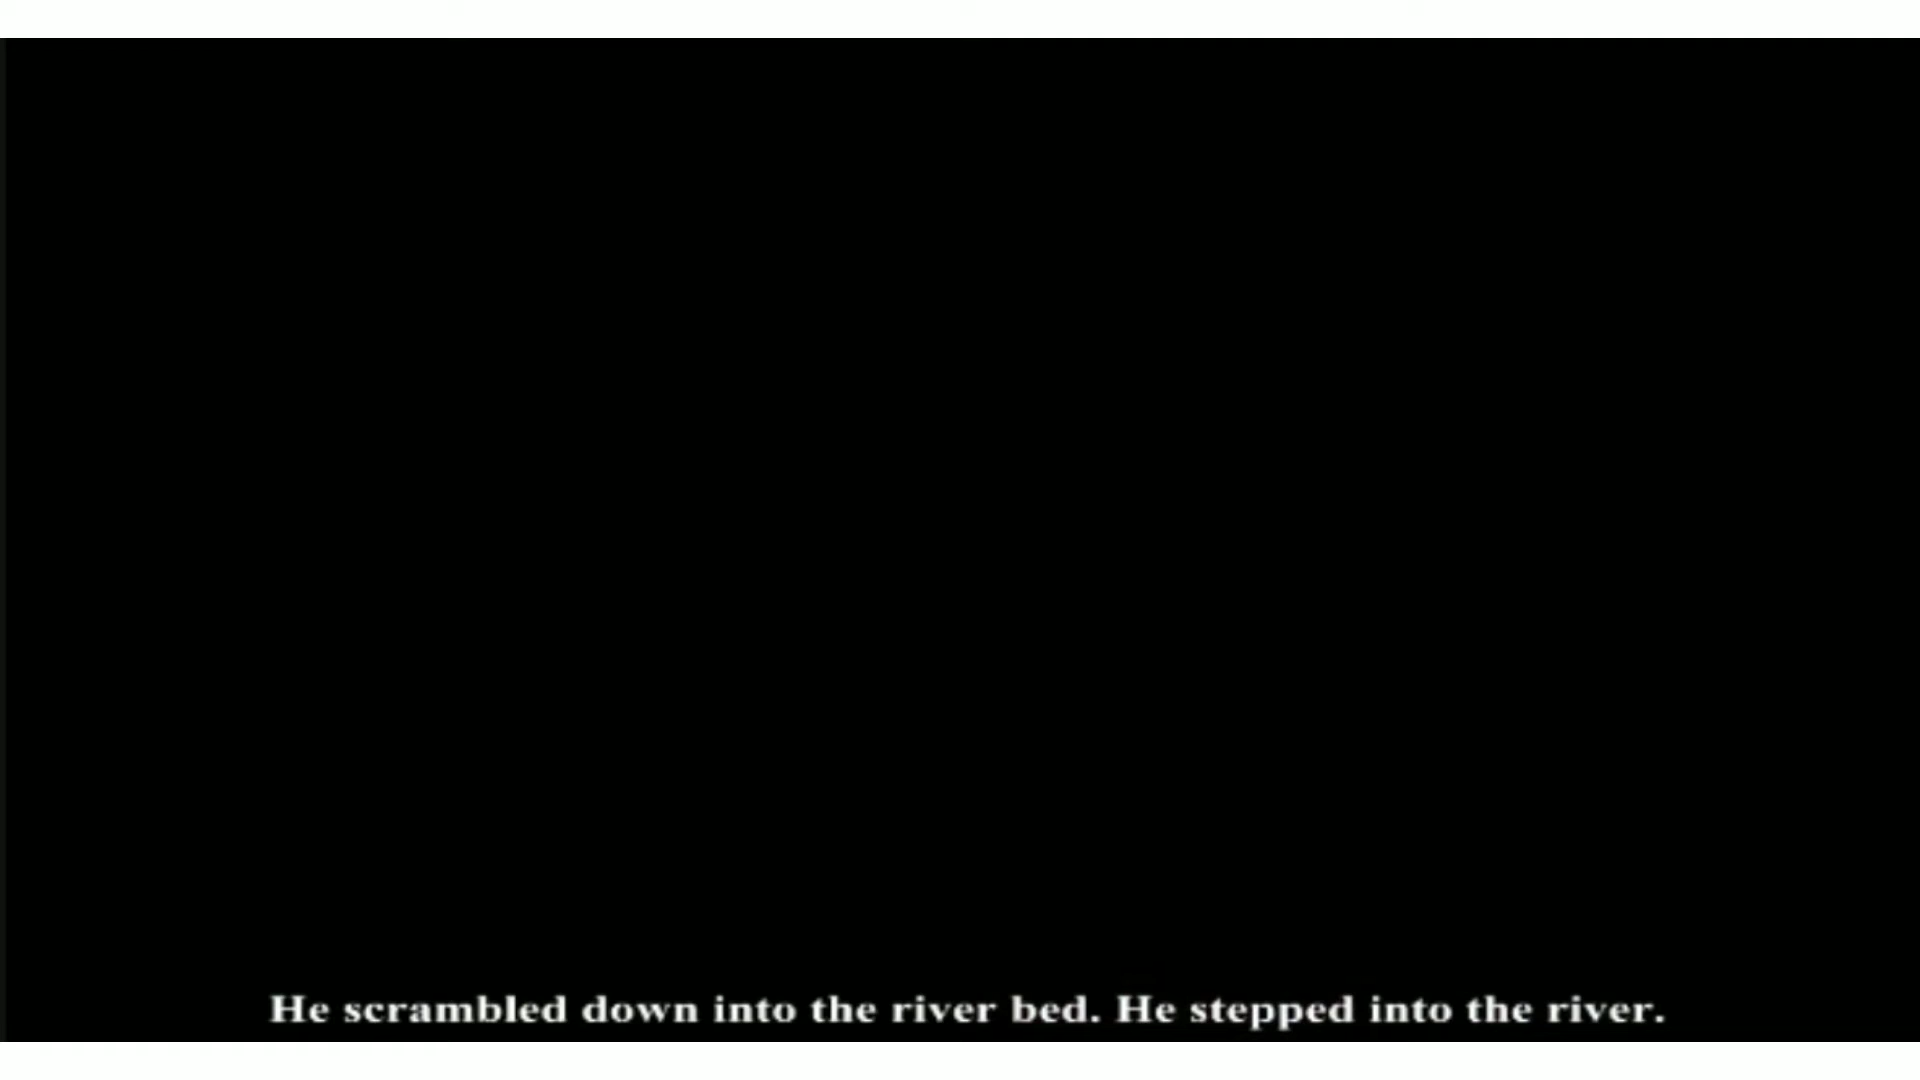 He scrambled down into the river bed. He stepped into the river.